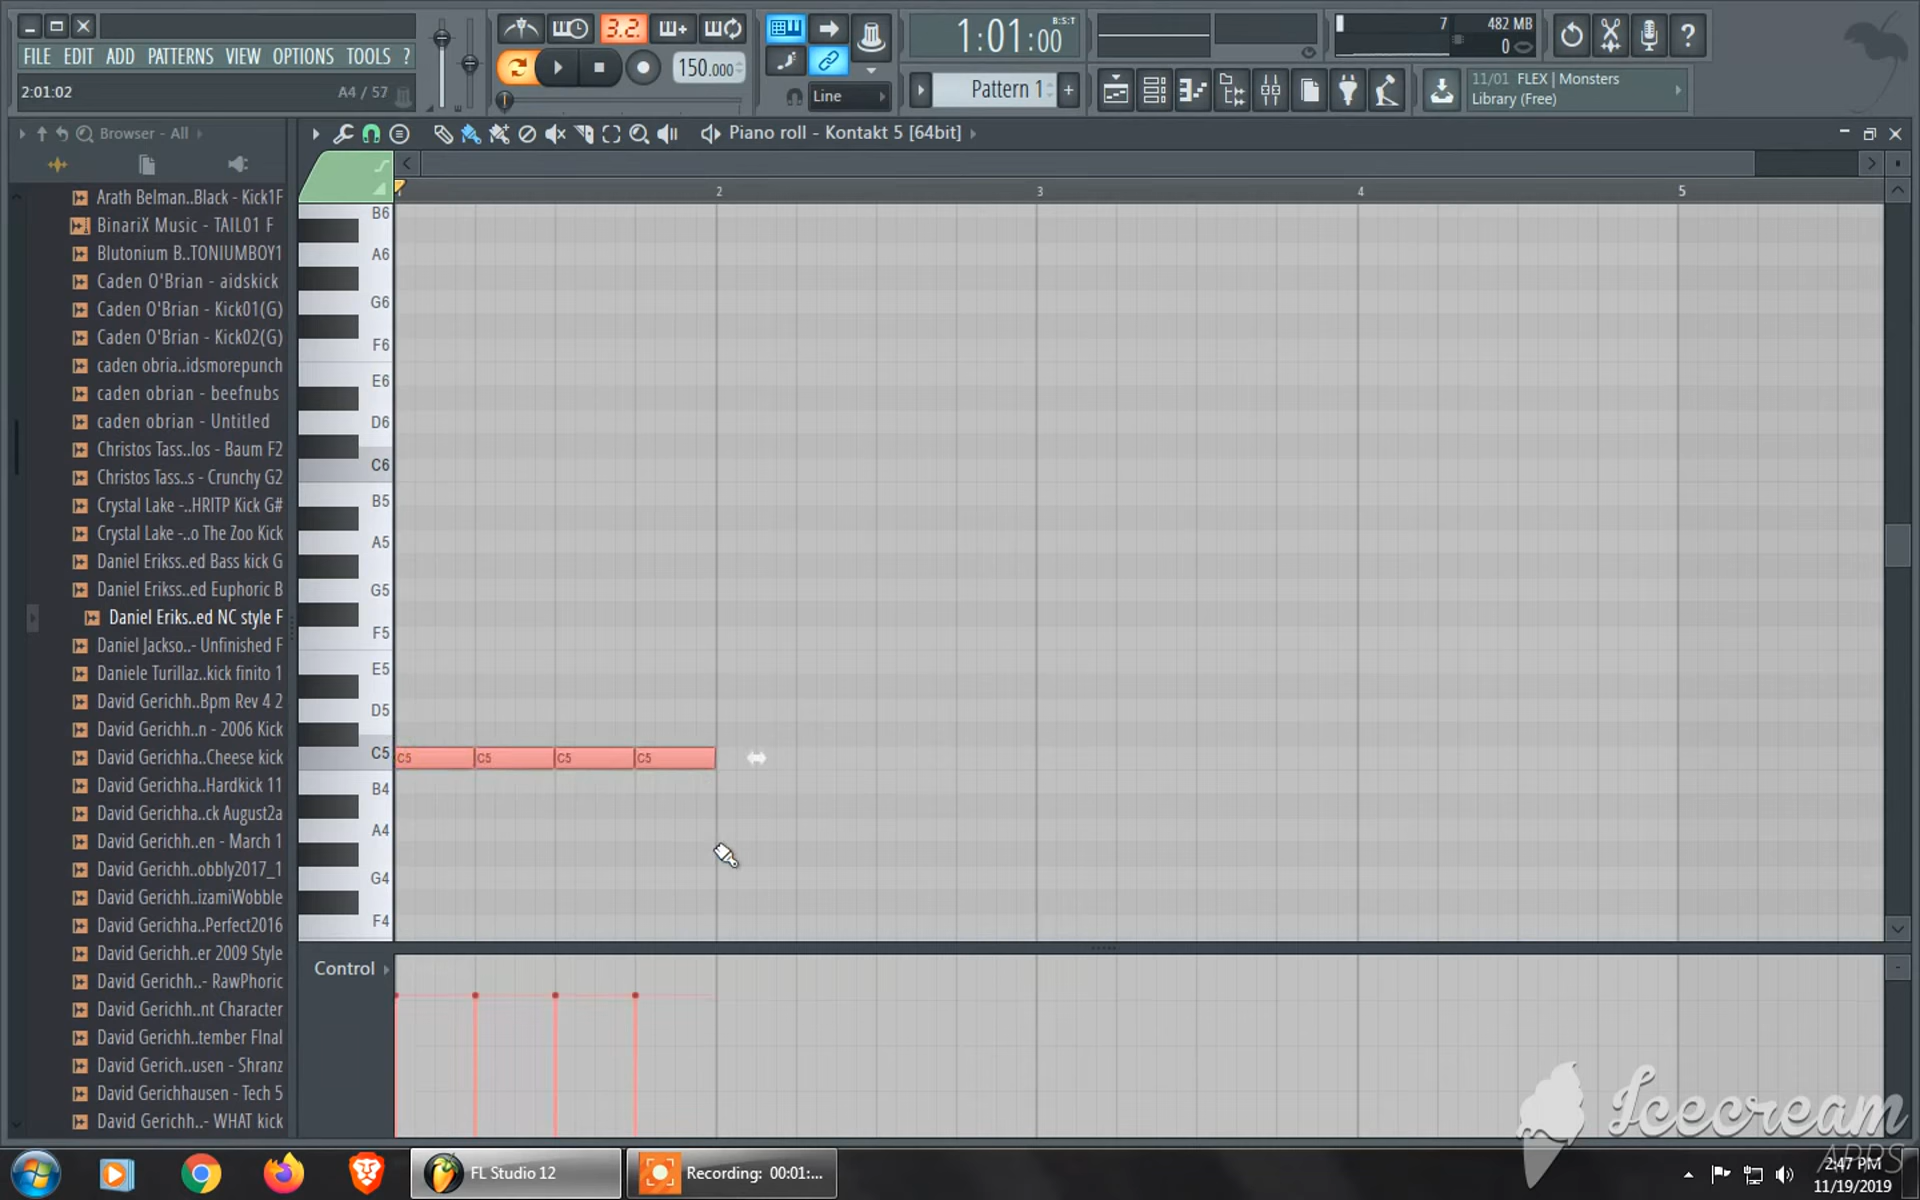 FILE EDIT ADD PATTERNS VIEW OPTIONS TOOLS ?
2:01:02 A4 / 57
3.2.
150.000
Line
1:01:00
B:S:T
Pattern 1
+
7
482 MB
0
11/01 FLEX | Monsters
Library (Free)
Browser - All
Piano roll - Kontakt 5 [64bit]
Arath Belman..Black - Kick1F
BinariX Music - TAIL01 F
Blutonium B..TONIUMBOY1
Caden O'Brian - aidskick
Caden O'Brian - Kick01(G)
Caden O'Brian - Kick02(G)
caden obria..idsmorepunch
caden obrian - beefnubs
caden obrian - Untitled
Christos Tass..los - Baum F2
Christos Tass..s - Crunchy G2
Crystal Lake -..HRITP Kick G#
Crystal Lake -..o The Zoo Kick
Daniel Erikss..ed Bass kick G
Daniel Erikss..ed Euphoric B
Daniel Eriks..ed NC style F
Daniel Jackso..- Unfinished F
Daniele Turillaz..kick finito 1
David Gerichh..Bpm Rev 4 2
David Gerichh..n - 2006 Kick
David Gerichha..Cheese kick
David Gerichha..Hardkick 11
David Gerichha..ck August2a
David Gerichh..en - March 1
David Gerichh..obbly2017_1
David Gerichh..izamiWobble
David Gerichha..Perfect2016
David Gerichh..er 2009 Style
David Gerichh..- RawPhoric
David Gerichh..nt Character
David Gerichh..tember FInal
David Gerich..usen - Shranz
David Gerichhausen - Tech 5
David Gerichh..- WHAT kick
2 3 4 5
B6
A6
G6
F6
E6
D6
C6
B5
A5
G5
F5
E5
D5
C5 C5 C5 C5 C5
B4
A4
G4
F4
Control
Icecream
APPS
FL Studio 12
Recording: 00:01:...
2:47 PM
11/19/2019